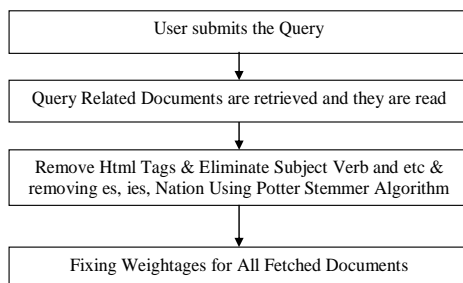 User submits the Query
Query Related Documents are retrieved and they are read
Remove Html Tags & Eliminate Subject Verb and etc &
removing es, ies, Nation Using Potter Stemmer Algorithm
Fixing Weightages for All Fetched Documents